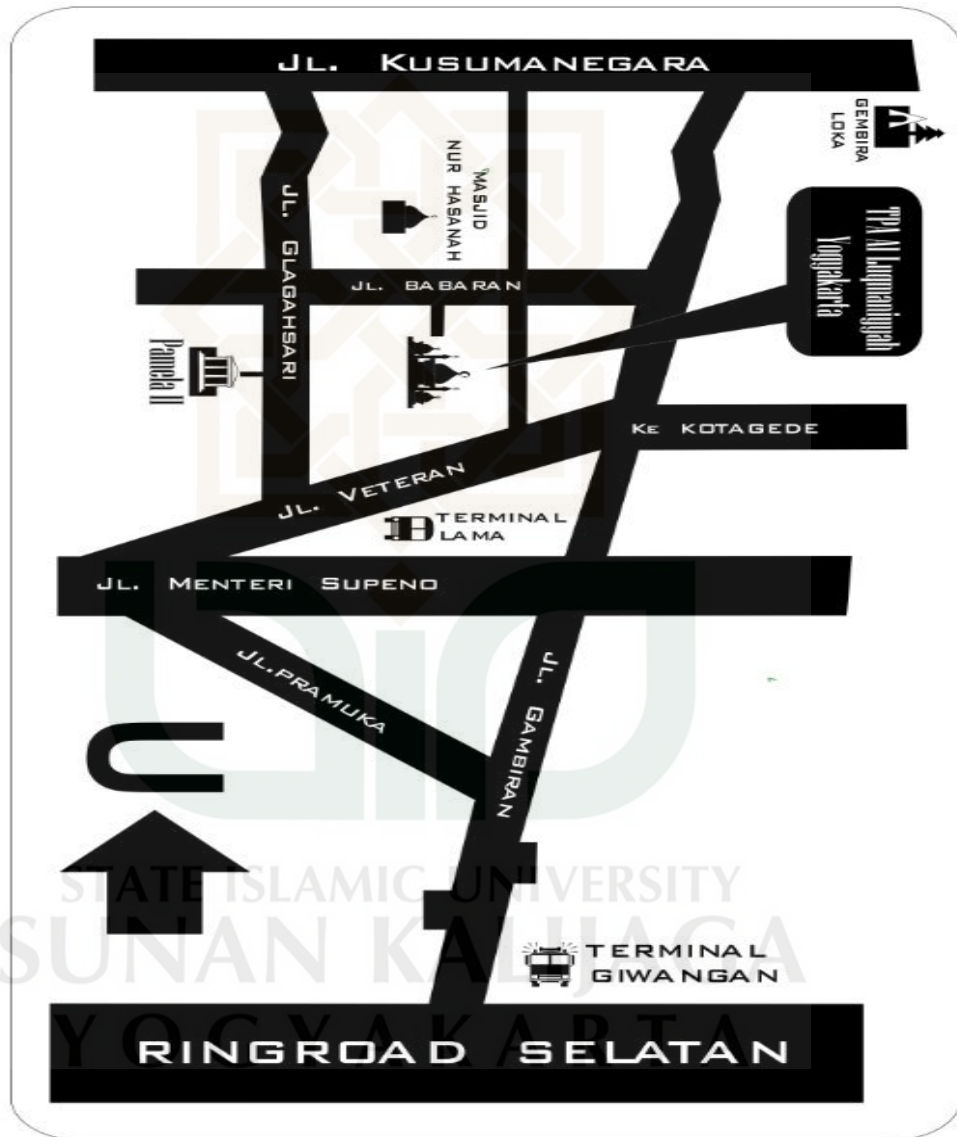 JL. KUSUMANEGARA
GEMBIRA
LOKA
MASJID
NUR HASANAH
JL. GLAGAHSARI
TPA Al Luqmaniyyah
Yogyakarta
JL. BABARAN
Pamela II
KE KOTAGEDE
JL. VETERAN
TERMINAL
LAMA
JL. MENTERI SUPENO
JL. PRAMUKA
JL. GAMBIRAN
U
TERMINAL
GIWANGAN
RINGROAD SELATAN
STATE ISLAMIC UNIVERSITY
SUNAN KALIJAGA
YOGYAKARTA